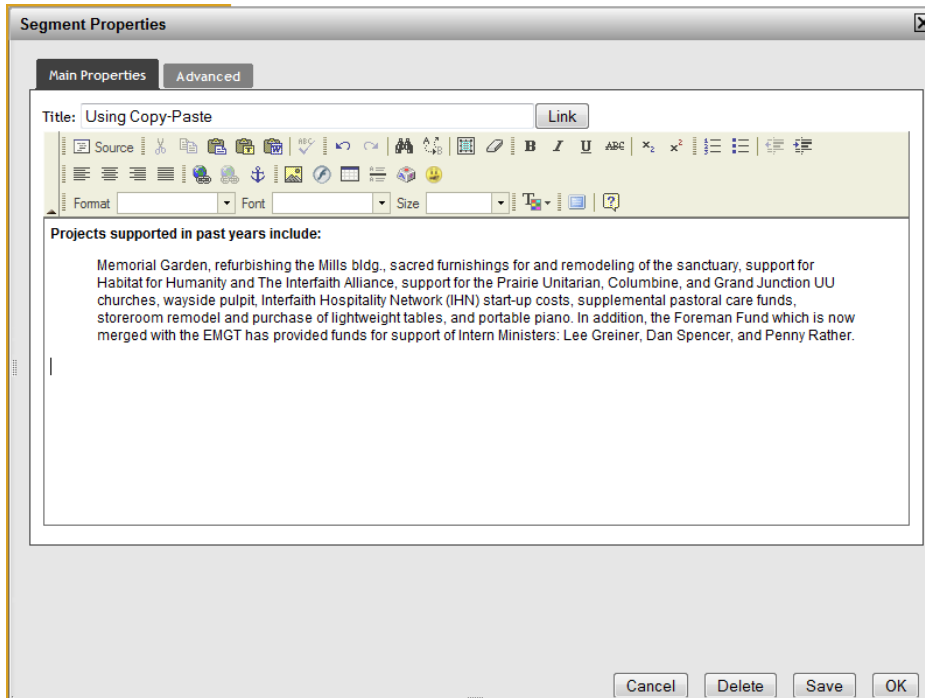 Segment Properties
Main Properties
Advanced
Title: Using Copy-Paste
Link
Source
ABC
B I U ABC x₂ x²
Format
Font
Size
Projects supported in past years include:
Memorial Garden, refurbishing the Mills bldg., sacred furnishings for and remodeling of the sanctuary, support for
Habitat for Humanity and The Interfaith Alliance, support for the Prairie Unitarian, Columbine, and Grand Junction UU
churches, wayside pulpit, Interfaith Hospitality Network (IHN) start-up costs, supplemental pastoral care funds,
storeroom remodel and purchase of lightweight tables, and portable piano. In addition, the Foreman Fund which is now
merged with the EMGT has provided funds for support of Intern Ministers: Lee Greiner, Dan Spencer, and Penny Rather.
Cancel
Delete
Save
OK